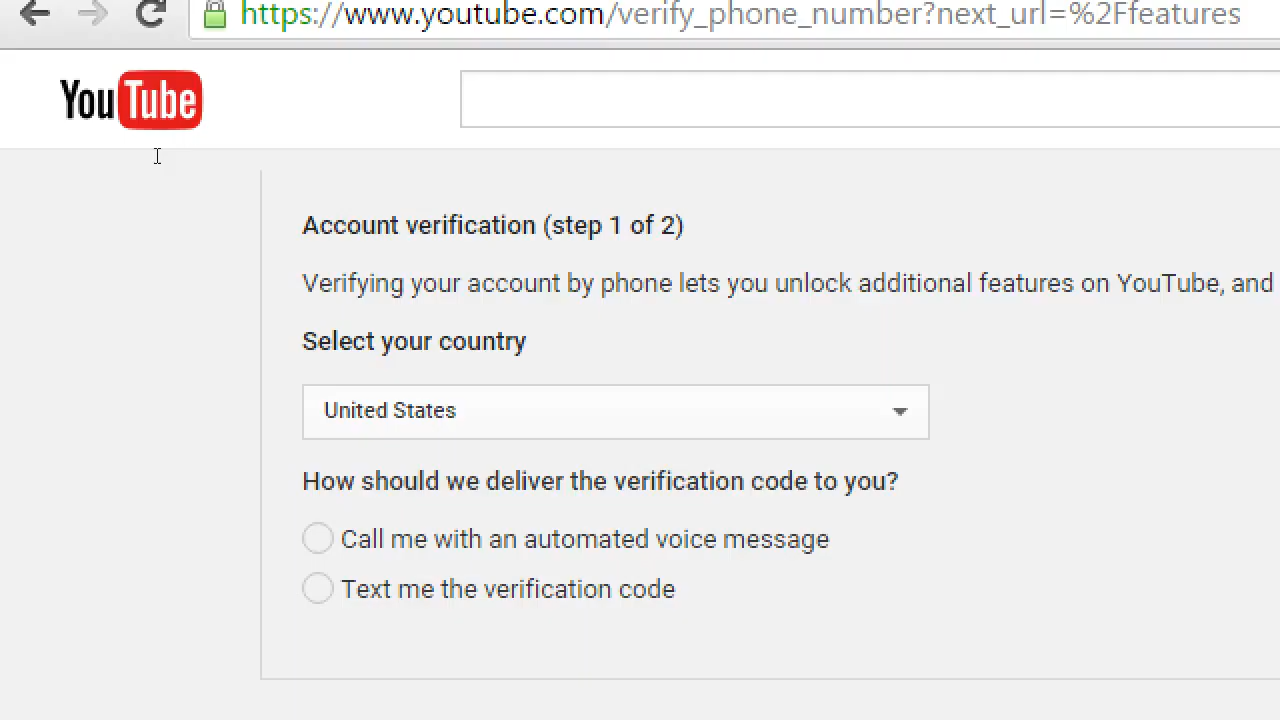 https://www.youtube.com/verify_phone_number?next_url=%2Ffeatures
YouTube
Account verification (step 1 of 2)
Verifying your account by phone lets you unlock additional features on YouTube, and
Select your country
United States
How should we deliver the verification code to you?
Call me with an automated voice message
Text me the verification code